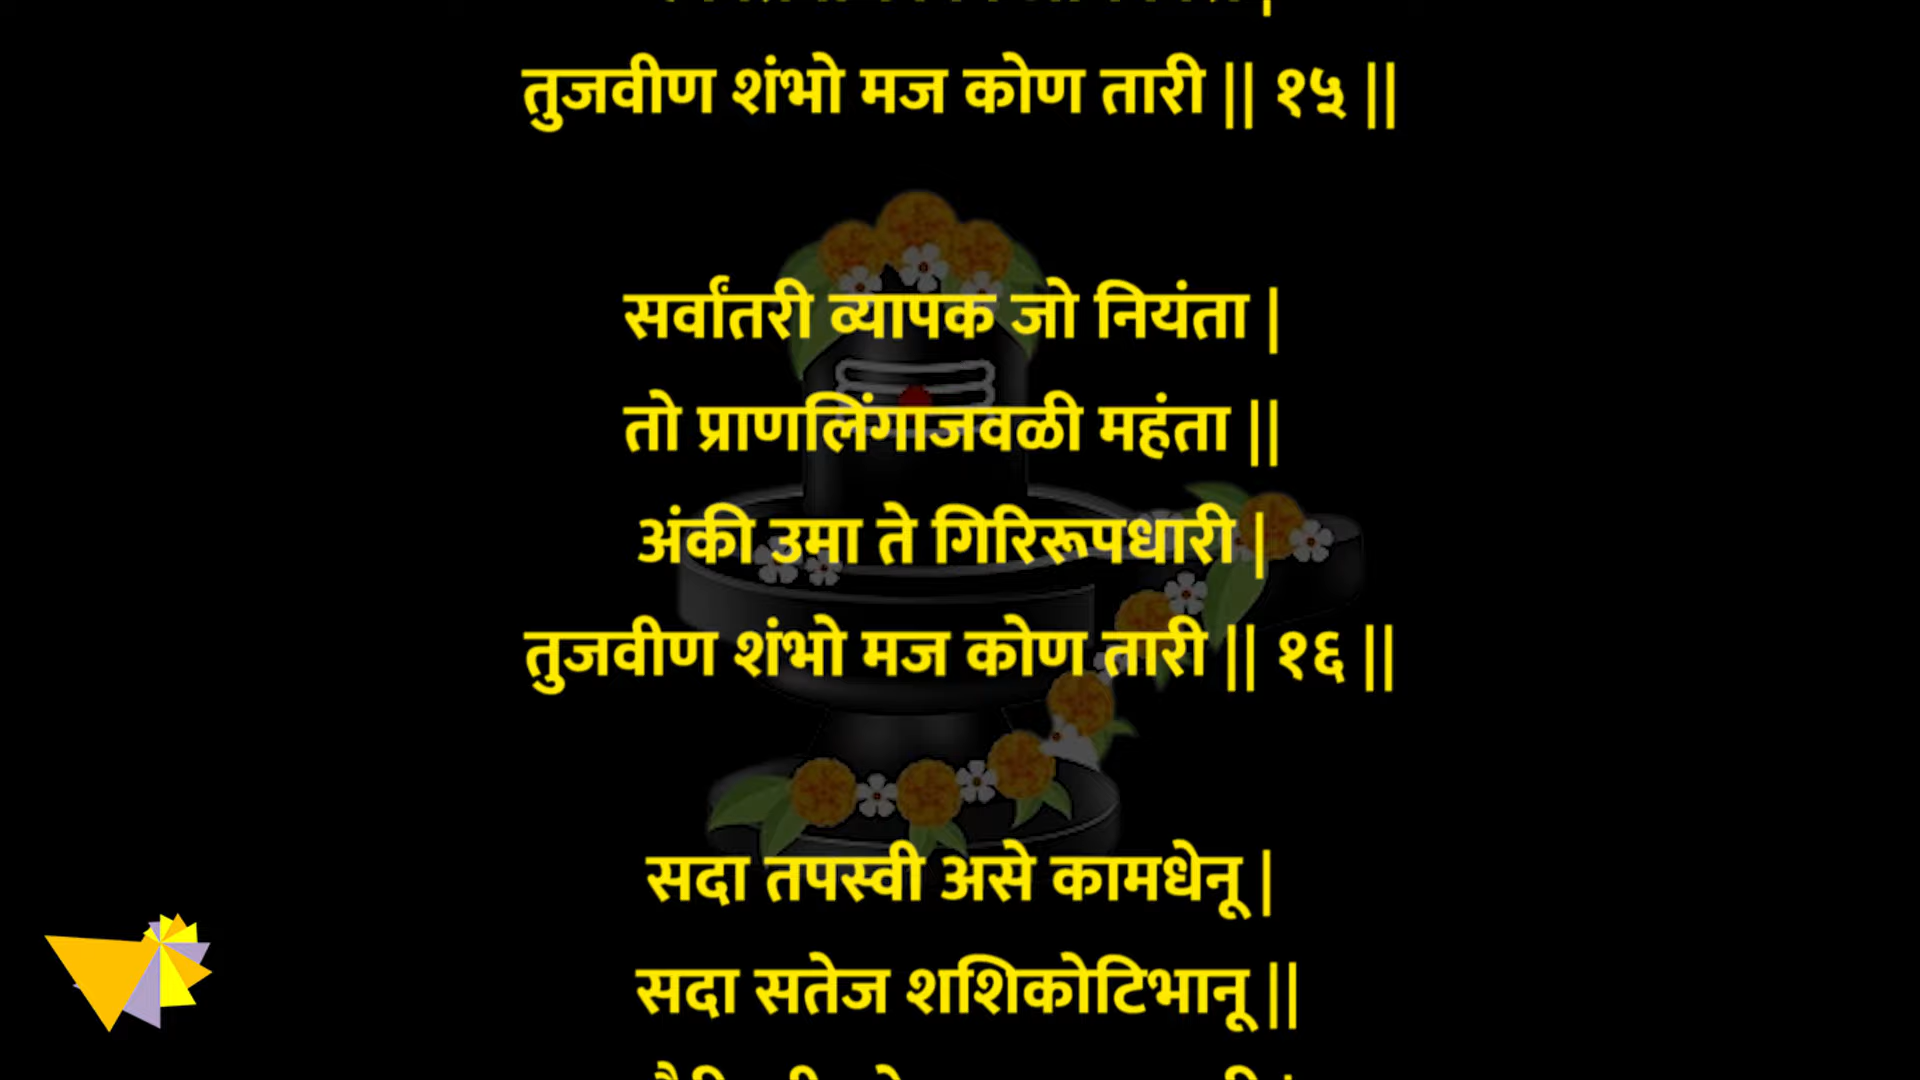 तुजवीण शंभो मज कोण तारी || १५ ||
सर्वांतरी व्यापक जो नियंता |
तो प्राणलिंगाजवळी महंता ||
अंकी उमा ते गिरिरूपधारी |
तुजवीण शंभो मज कोण तारी || १६ ||
सदा तपस्वी असे कामधेनू |
सदा सतेज शशिकोटिभानू ||